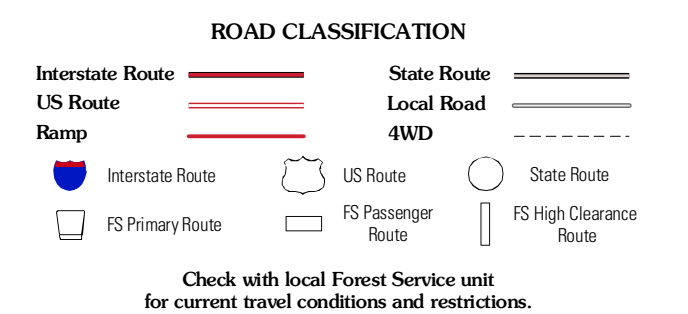 ROAD CLASSIFICATION
Interstate Route
State Route
US Route
Local Road
Ramp
4WD
Interstate Route
US Route
State Route
FS Primary Route
FS Passenger
Route
FS High Clearance
Route
Check with local Forest Service unit
for current travel conditions and restrictions.